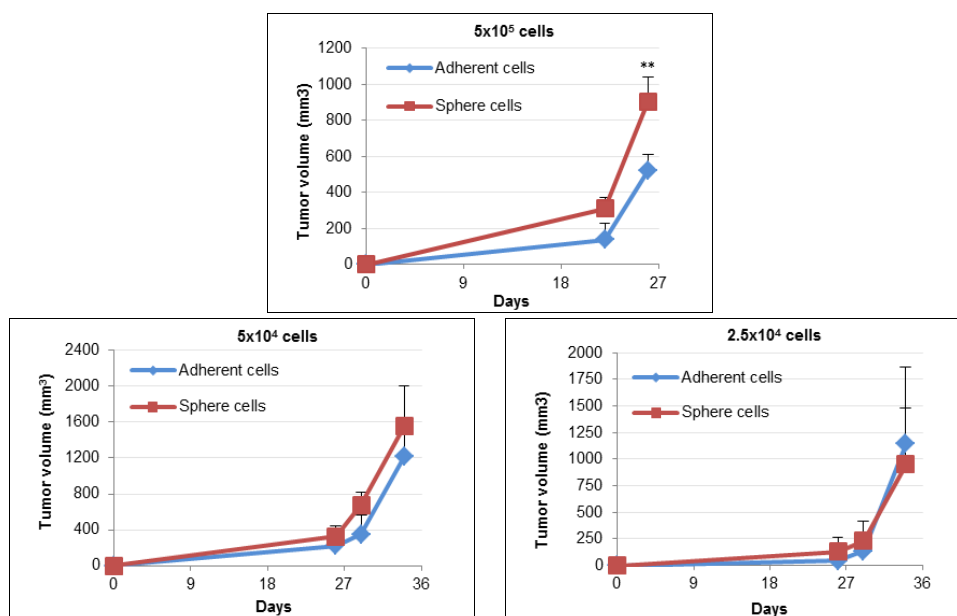 5x10⁵ cells
Tumor volume (mm3)
1200
1000
800
600
400
200
0
Adherent cells
Sphere cells
**
0 9 18 27
Days
5x10⁴ cells
Tumor volume (mm³)
2400
2000
1600
1200
800
400
0
Adherent cells
Sphere cells
0 9 18 27 36
Days
2.5x10⁴ cells
Tumor volume (mm3)
2000
1750
1500
1250
1000
750
500
250
0
Adherent cells
Sphere cells
0 9 18 27 36
Days